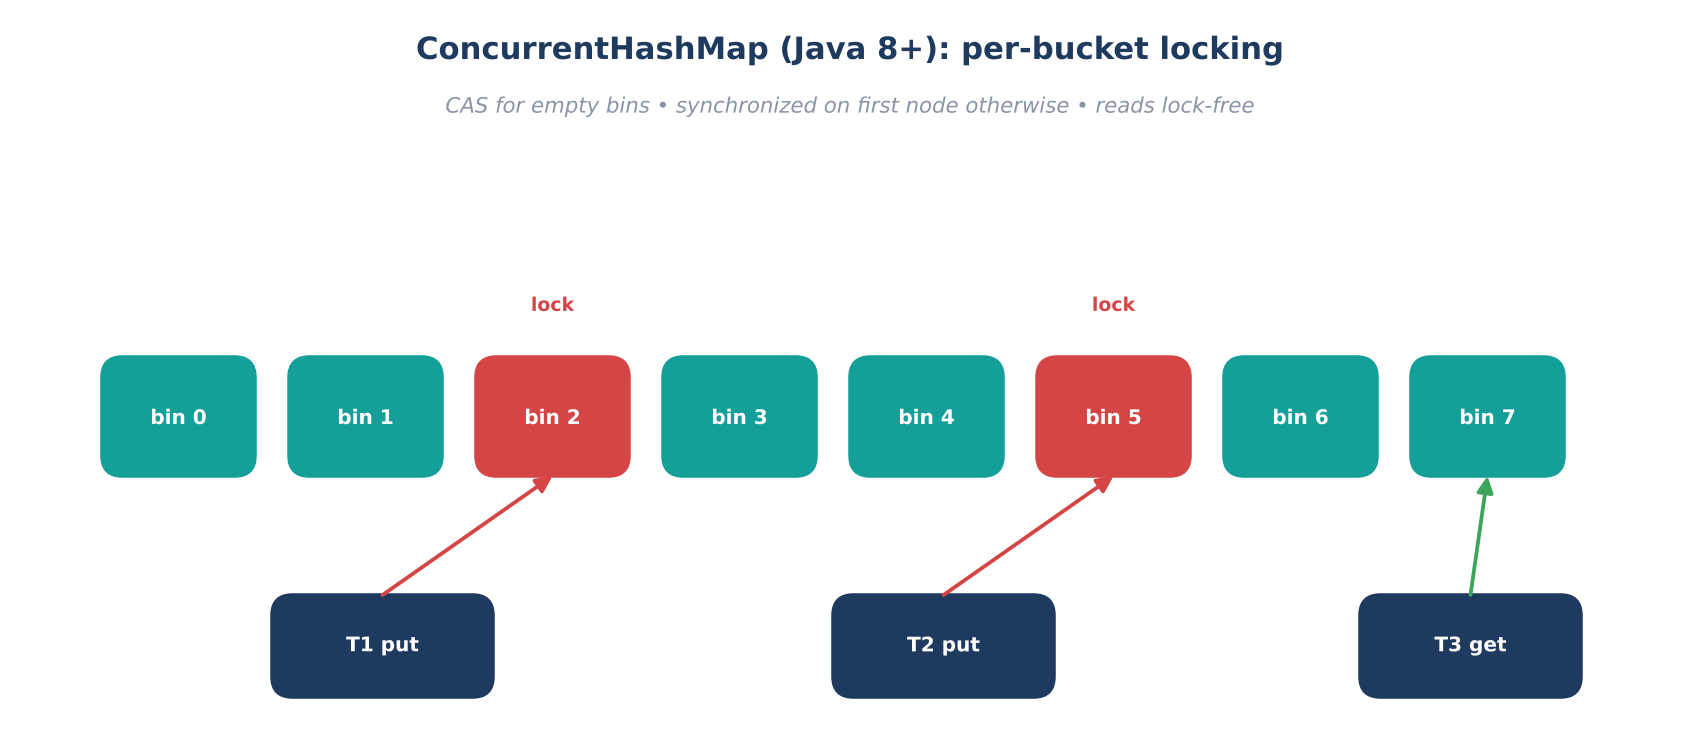 ConcurrentHashMap (Java 8+): per-bucket locking
CAS for empty bins • synchronized on first node otherwise • reads lock-free
lock
lock
bin 0
bin 1
bin 2
bin 3
bin 4
bin 5
bin 6
bin 7
T1 put
T2 put
T3 get